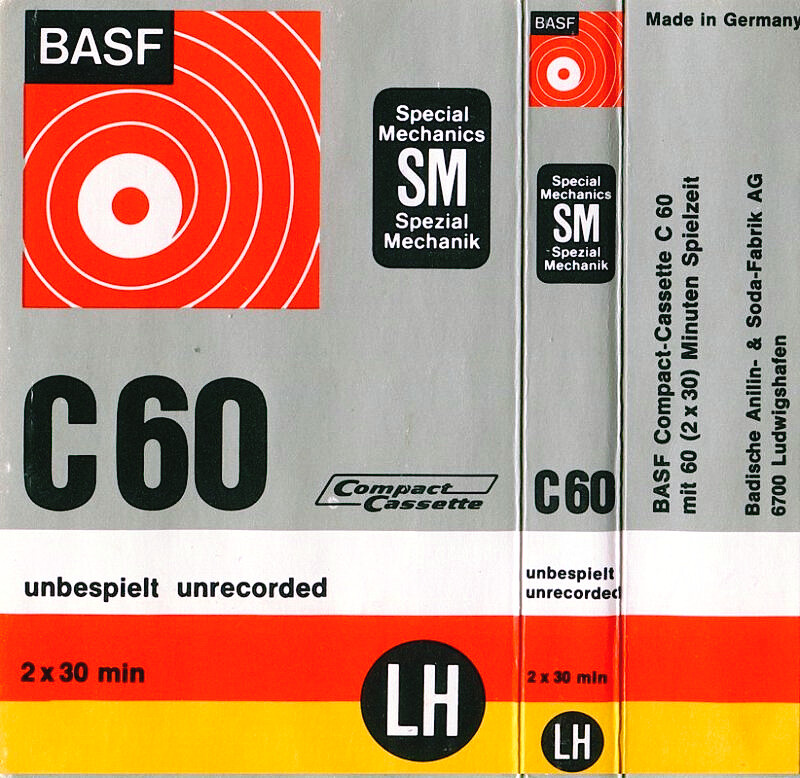 BASF
Special
Mechanics
SM
Spezial
Mechanik
C 60
Compact
Cassette
unbespielt unrecorded
2 x 30 min
LH
BASF
Special
Mechanics
SM
Spezial
Mechanik
C 60
unbespielt
unrecorded
2 x 30 min
LH
Made in Germany
BASF Compact-Cassette C 60
mit 60 (2 x 30) Minuten Spielzeit
Badische Anilin- & Soda-Fabrik AG
6700 Ludwigshafen